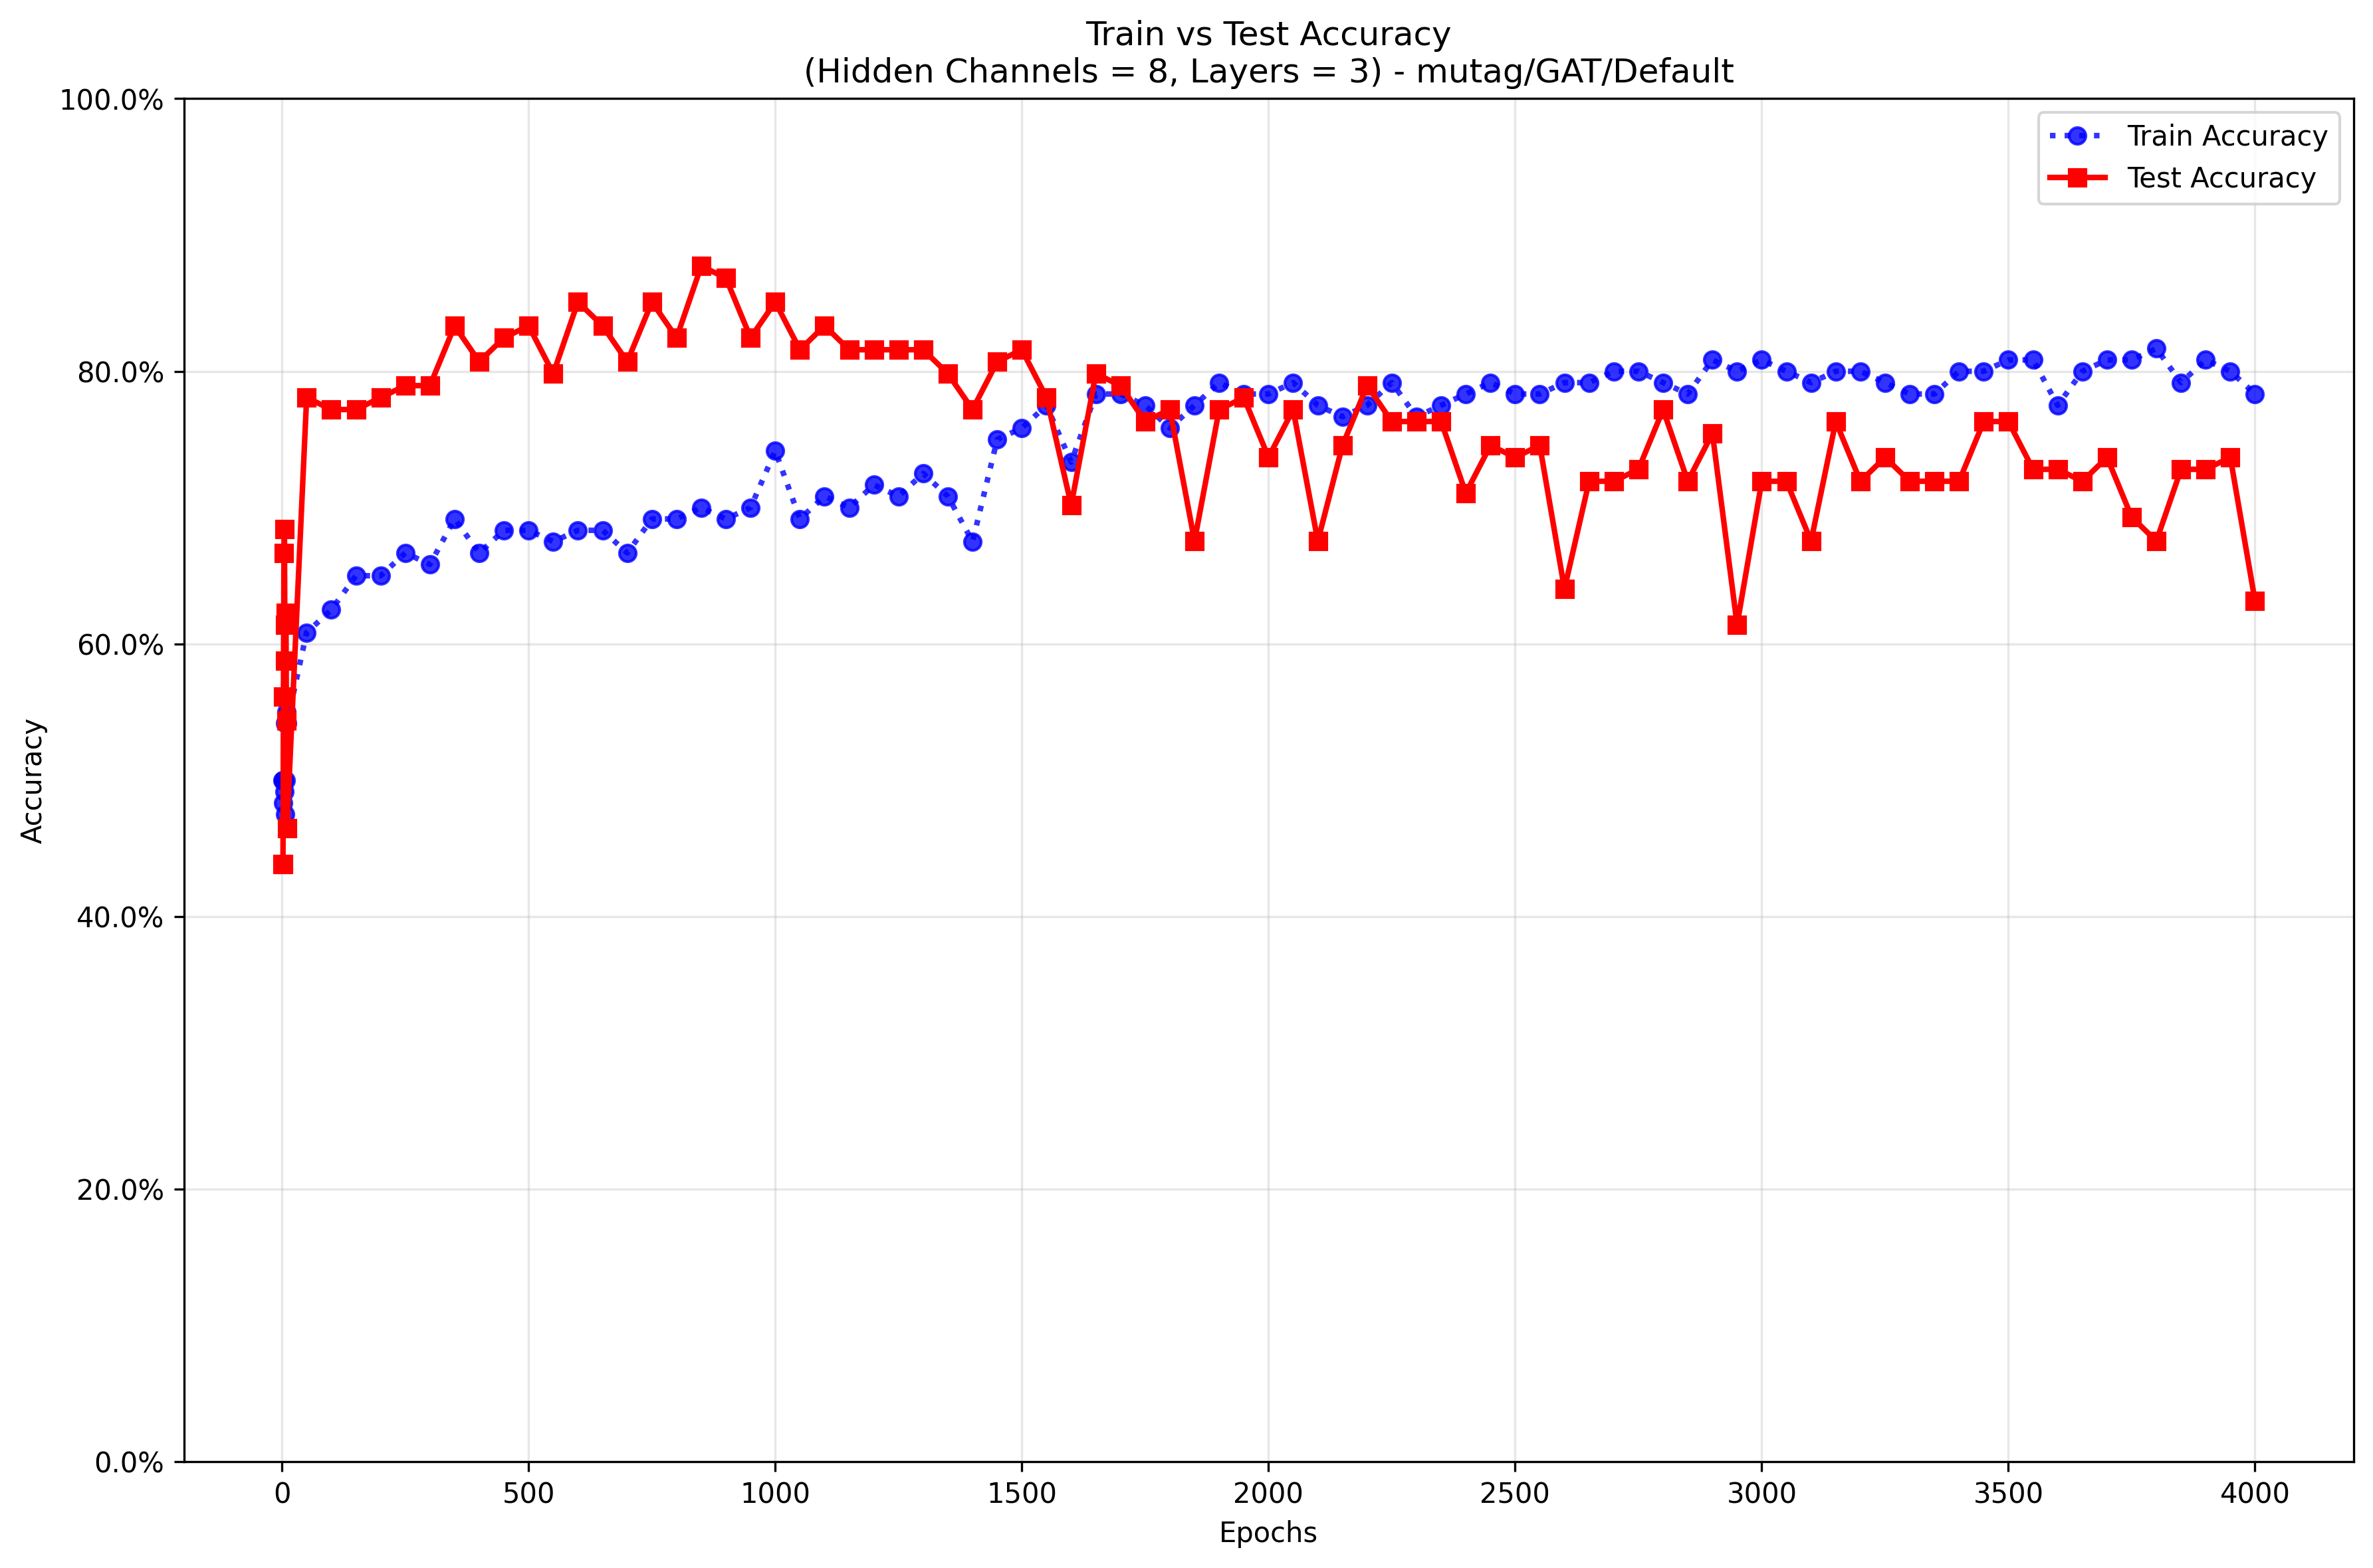 Train vs Test Accuracy
(Hidden Channels = 8, Layers = 3) - mutag/GAT/Default
100.0%
80.0%
60.0%
40.0%
20.0%
0.0%
Accuracy
Train Accuracy
Test Accuracy
0 500 1000 1500 2000 2500 3000 3500 4000
Epochs